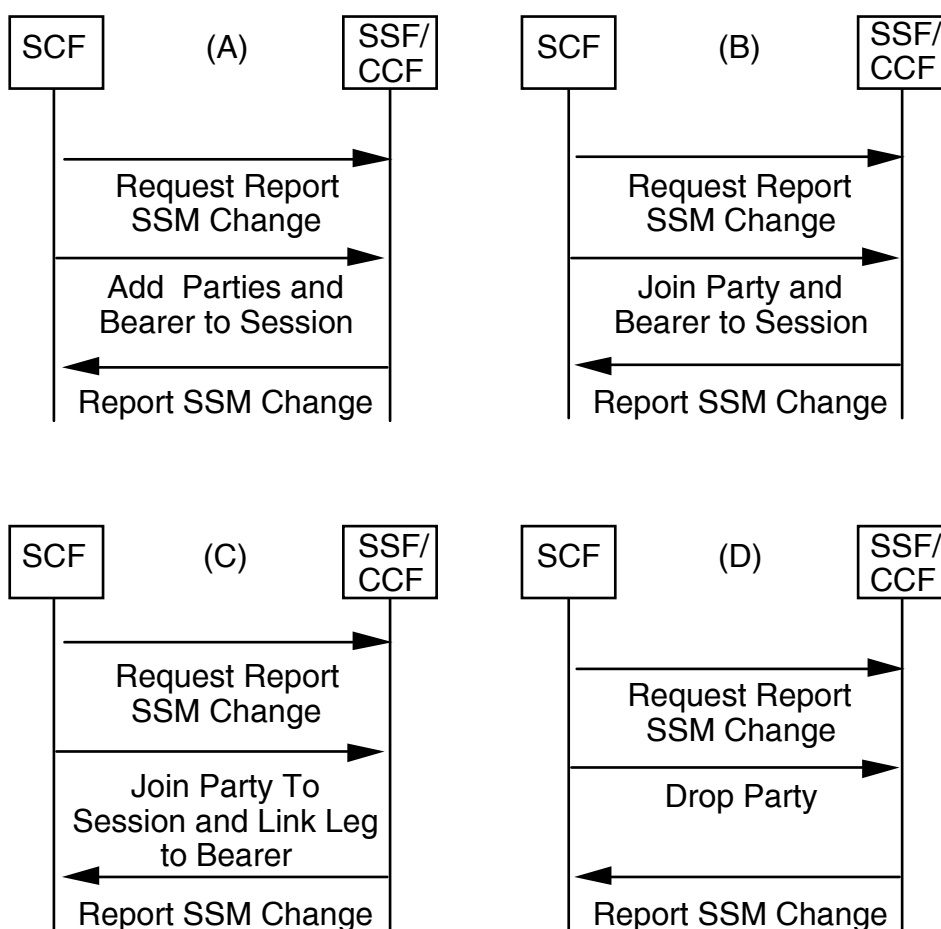 SCF
(A)
SSF/
CCF
Request Report
SSM Change
Add Parties and
Bearer to Session
Report SSM Change
SCF
(B)
SSF/
CCF
Request Report
SSM Change
Join Party and
Bearer to Session
Report SSM Change
SCF
(C)
SSF/
CCF
Request Report
SSM Change
Join Party To
Session and Link Leg
to Bearer
Report SSM Change
SCF
(D)
SSF/
CCF
Request Report
SSM Change
Drop Party
Report SSM Change